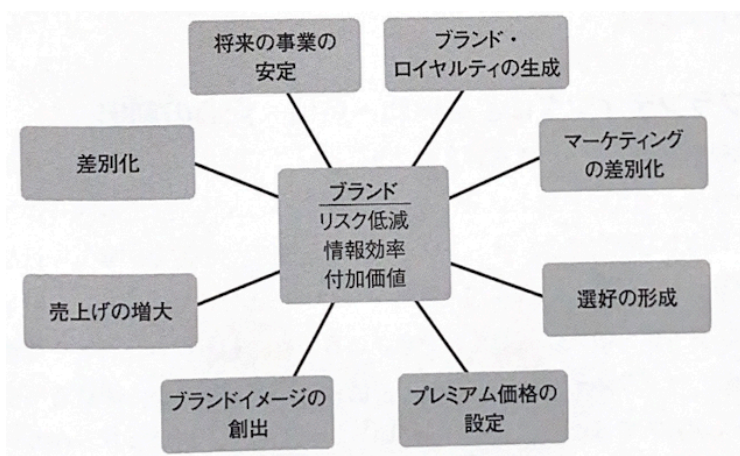 将来の事業の
安定
ブランド・
ロイヤルティの生成
差別化
マーケティング
の差別化
ブランド
リスク低減
情報効率
付加価値
売上げの増大
選好の形成
ブランドイメージの
創出
プレミアム価格の
設定